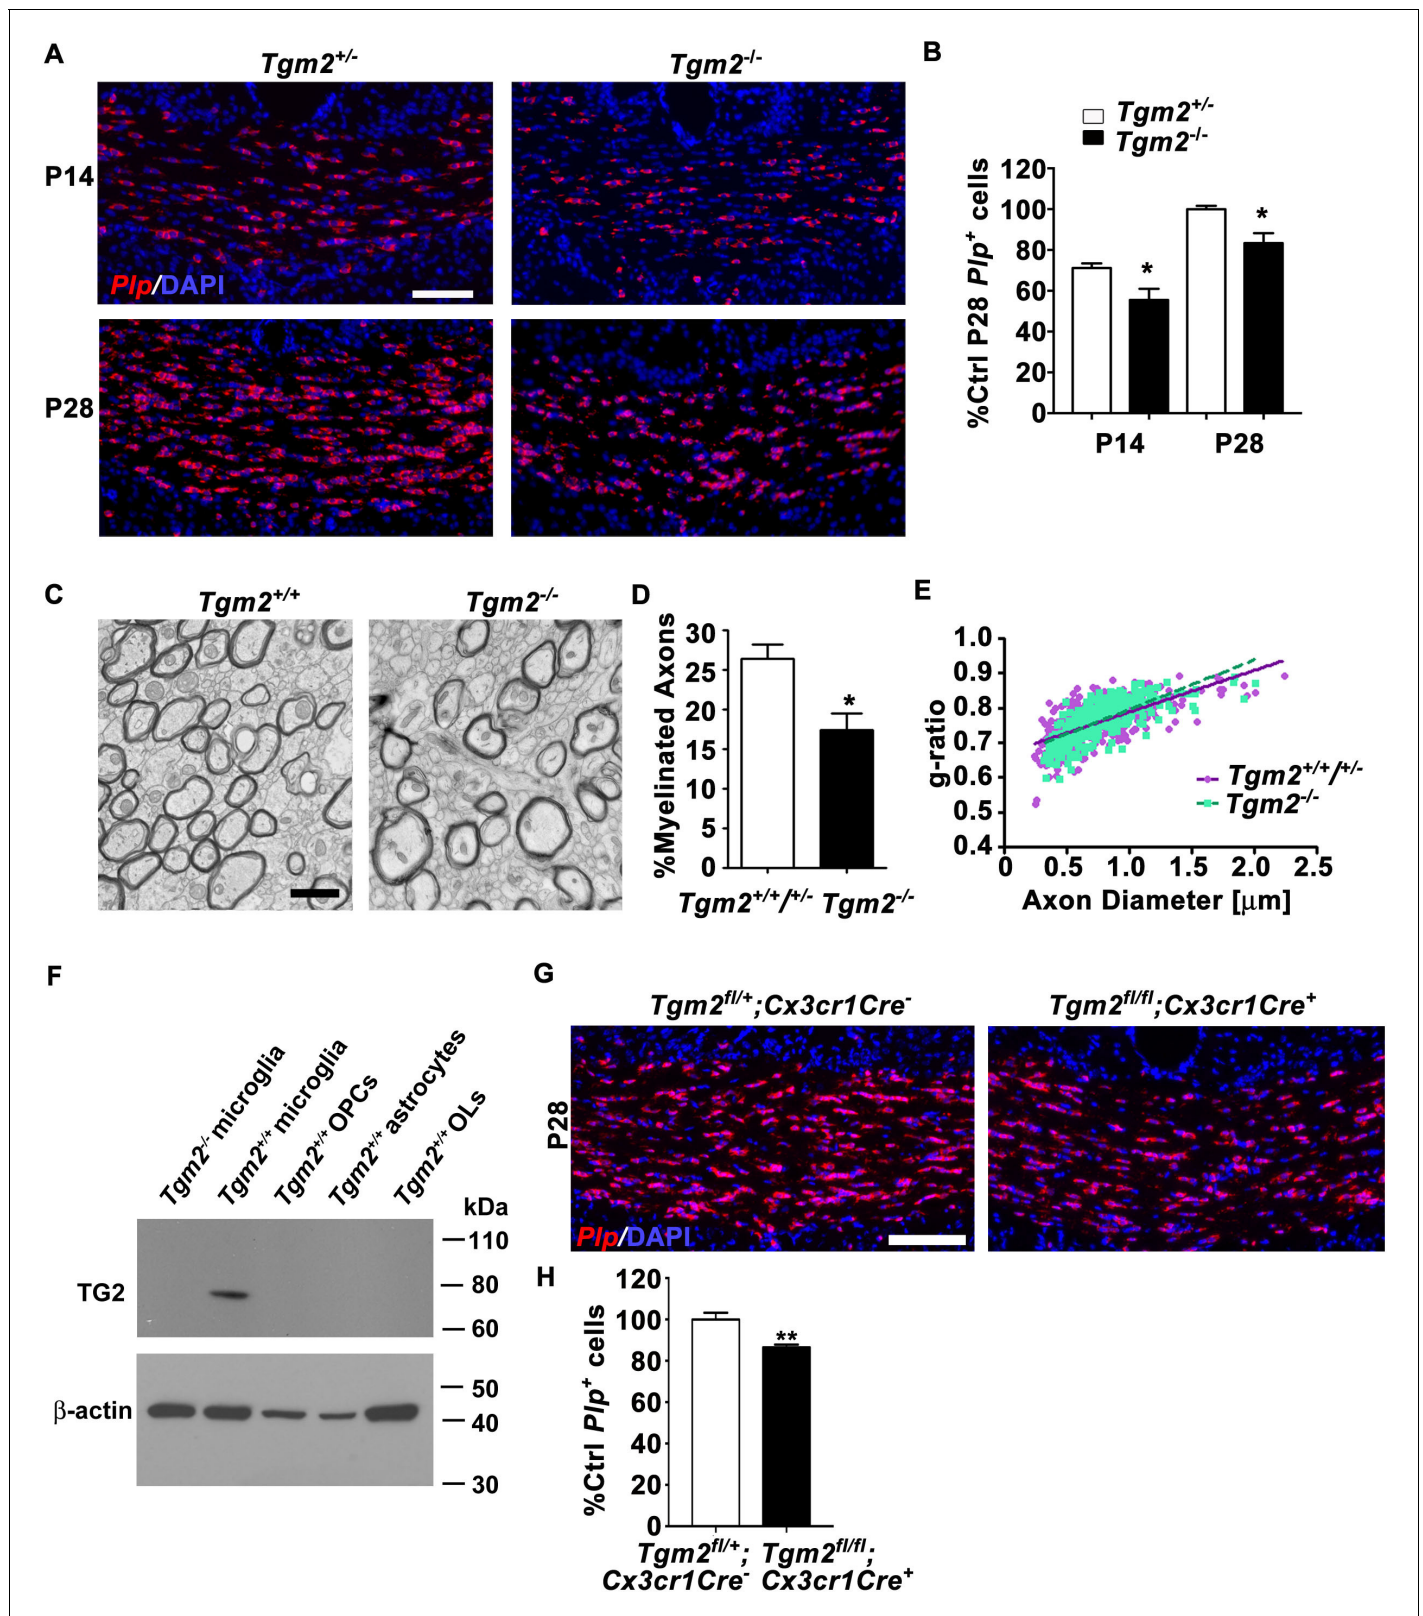 A
Tgm2+/-
Tgm2-/-
P14
Plp/DAPI
P28
B
Tgm2+/-
Tgm2-/-
%Ctrl P28 Plp+ cells
120
100
80
60
40
20
0
*
*
P14
P28
C
Tgm2+/+
Tgm2-/-
D
%Myelinated Axons
30
25
20
15
10
5
0
*
Tgm2+/+/+/-
Tgm2-/-
E
g-ratio
1.0
0.9
0.8
0.7
0.6
0.5
0.4
Tgm2+/+/+/-
Tgm2-/-
0
0.5
1.0
1.5
2.0
2.5
Axon Diameter [μm]
F
Tgm2-/- microglia
Tgm2+/+ microglia
Tgm2+/+ OPCs
Tgm2+/+ astrocytes
Tgm2+/+ OLs
kDa
110
TG2
80
60
β-actin
50
40
30
G
Tgm2fl/+;Cx3cr1Cre-
Tgm2fl/fl;Cx3cr1Cre+
P28
Plp/DAPI
H
%Ctrl Plp+ cells
120
100
80
60
40
20
0
**
Tgm2fl/+;
Cx3cr1Cre-
Tgm2fl/fl;
Cx3cr1Cre+